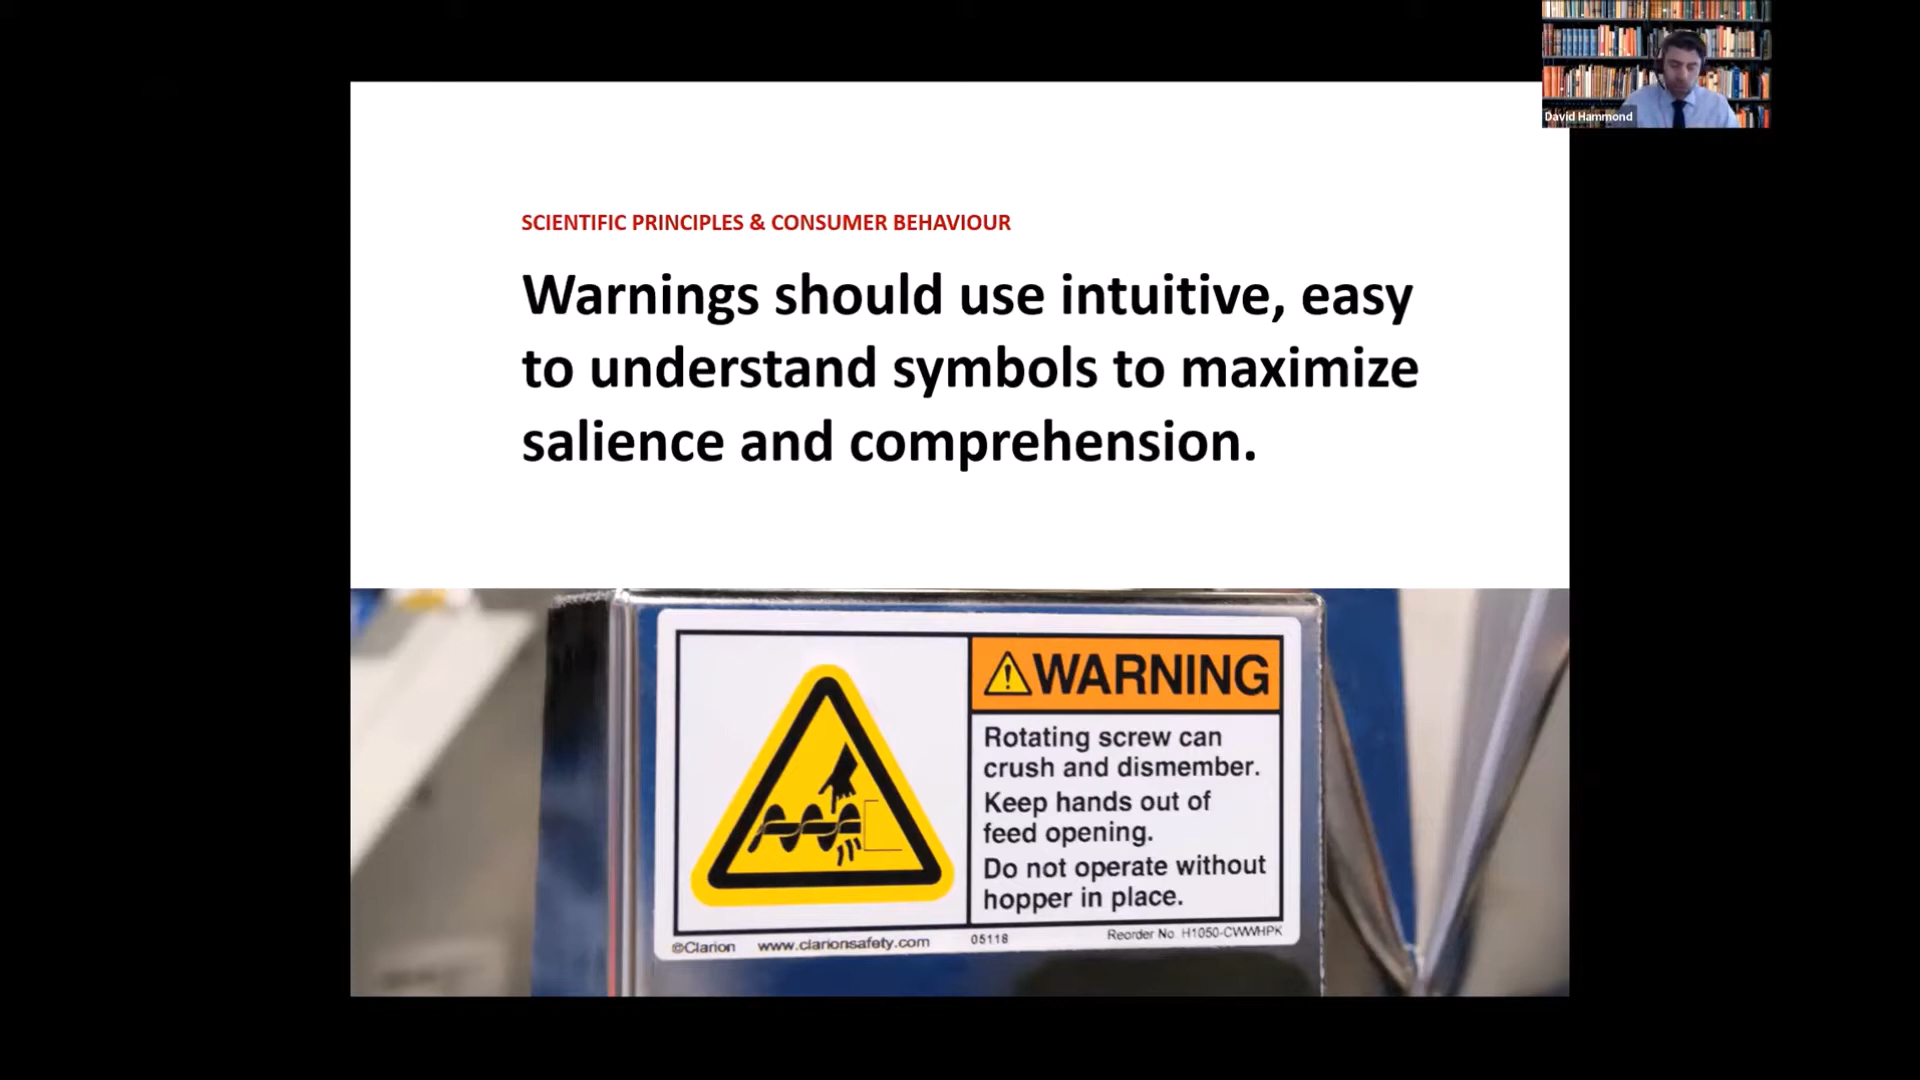 David Hammond
SCIENTIFIC PRINCIPLES & CONSUMER BEHAVIOUR
Warnings should use intuitive, easy
to understand symbols to maximize
salience and comprehension.
WARNING
Rotating screw can
crush and dismember.
Keep hands out of
feed opening.
Do not operate without
hopper in place.
©Clarion www.clarionsafety.com 05118 Reorder No. H1050-CWWHPK